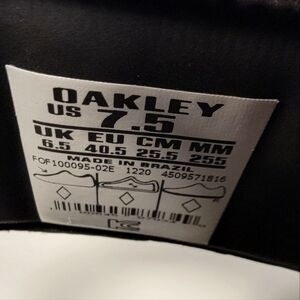 OAKLEY
US 7.5
UK EU CM MM
6.5 40.5 25.5 255
MADE IN BRAZIL
FOF100095-02E 1220 4509571816